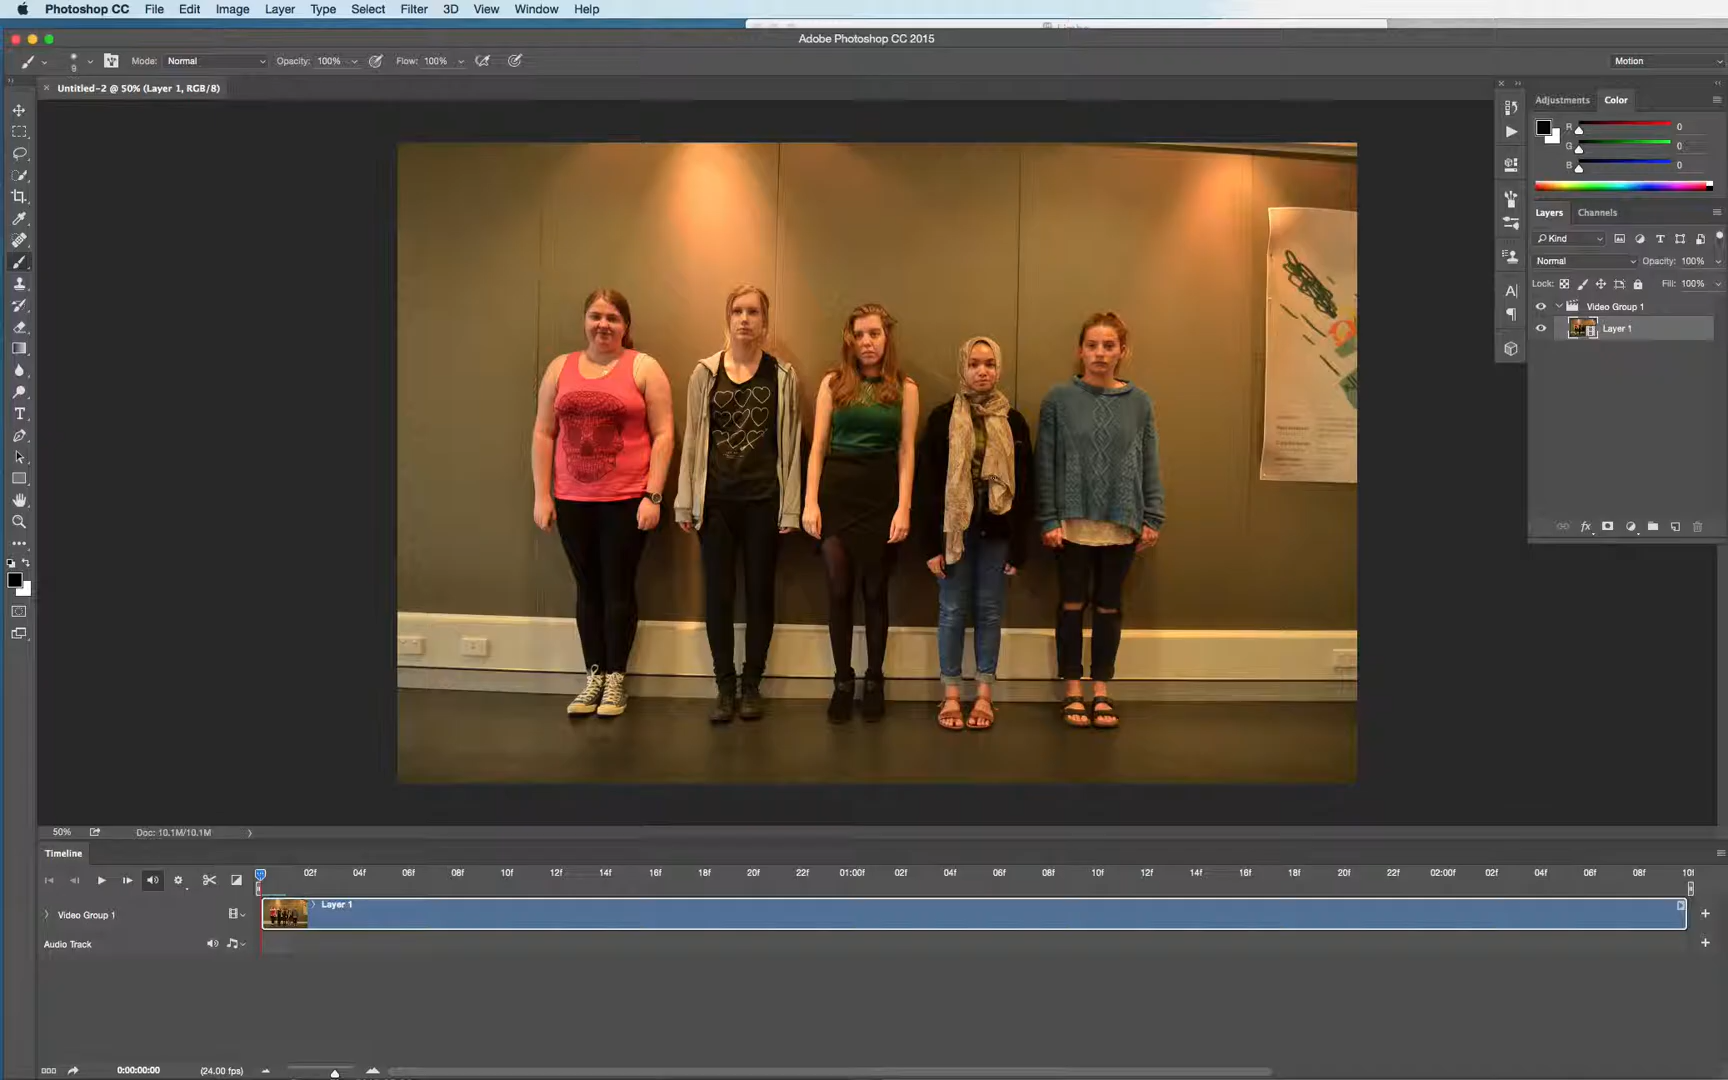 Photoshop CC File Edit Image Layer Type Select Filter 3D View Window Help
Adobe Photoshop CC 2015
9 Mode: Normal Opacity: 100% Flow: 100% Motion
Untitled-2 @ 50% (Layer 1, RGB/8)
Adjustments Color
R 0
G 0
B 0
Layers Channels
Kind
Normal Opacity: 100%
Lock: Fill: 100%
Video Group 1
Layer 1
50% Doc: 10.1M/10.1M
Timeline
02f 04f 06f 08f 10f 12f 14f 16f 18f 20f 22f 01:00f 02f 04f 06f 08f 10f 12f 14f 16f 18f 20f 22f 02:00f 02f 04f 06f 08f 10f
Layer 1
Video Group 1
Audio Track
0:00:00:00 (24.00 fps)